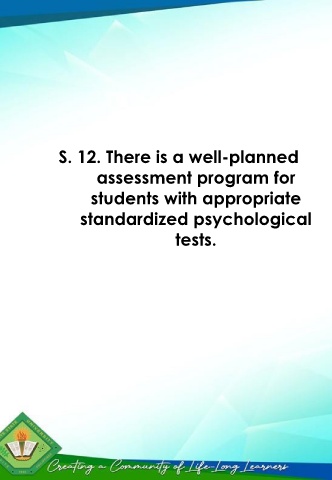 S. 12. There is a well-planned
assessment program for
students with appropriate
standardized psychological
tests.
Creating a Community of Life-Long Learners